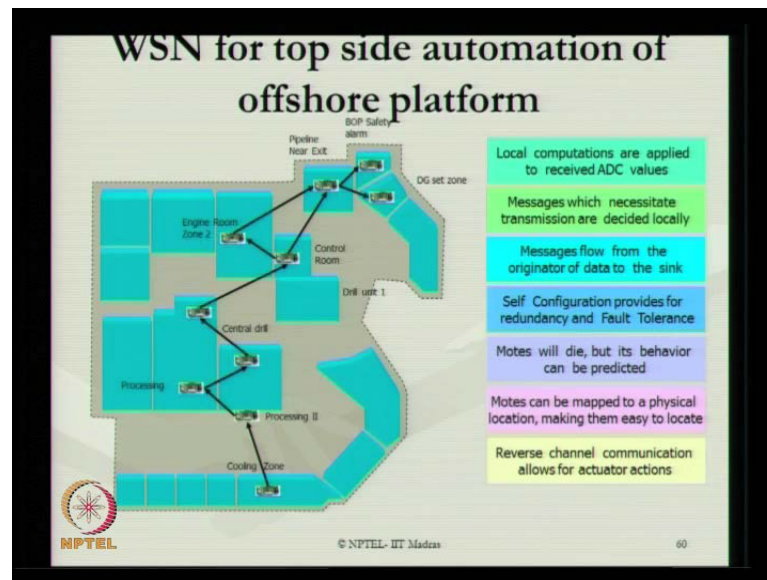 WSN for top side automation of
offshore platform
BOP Safety
alarm
Pipeline
Near Exit
DG set zone
Engine Room
Zone 2
Control
Room
Drill unit 1
Central drill
Processing
Processing II
Cooling Zone
Local computations are applied
to received ADC values
Messages which necessitate
transmission are decided locally
Messages flow from the
originator of data to the sink
Self Configuration provides for
redundancy and Fault Tolerance
Motes will die, but its behavior
can be predicted
Motes can be mapped to a physical
location, making them easy to locate
Reverse channel communication
allows for actuator actions
NPTEL
© NPTEL- IIT Madras
60